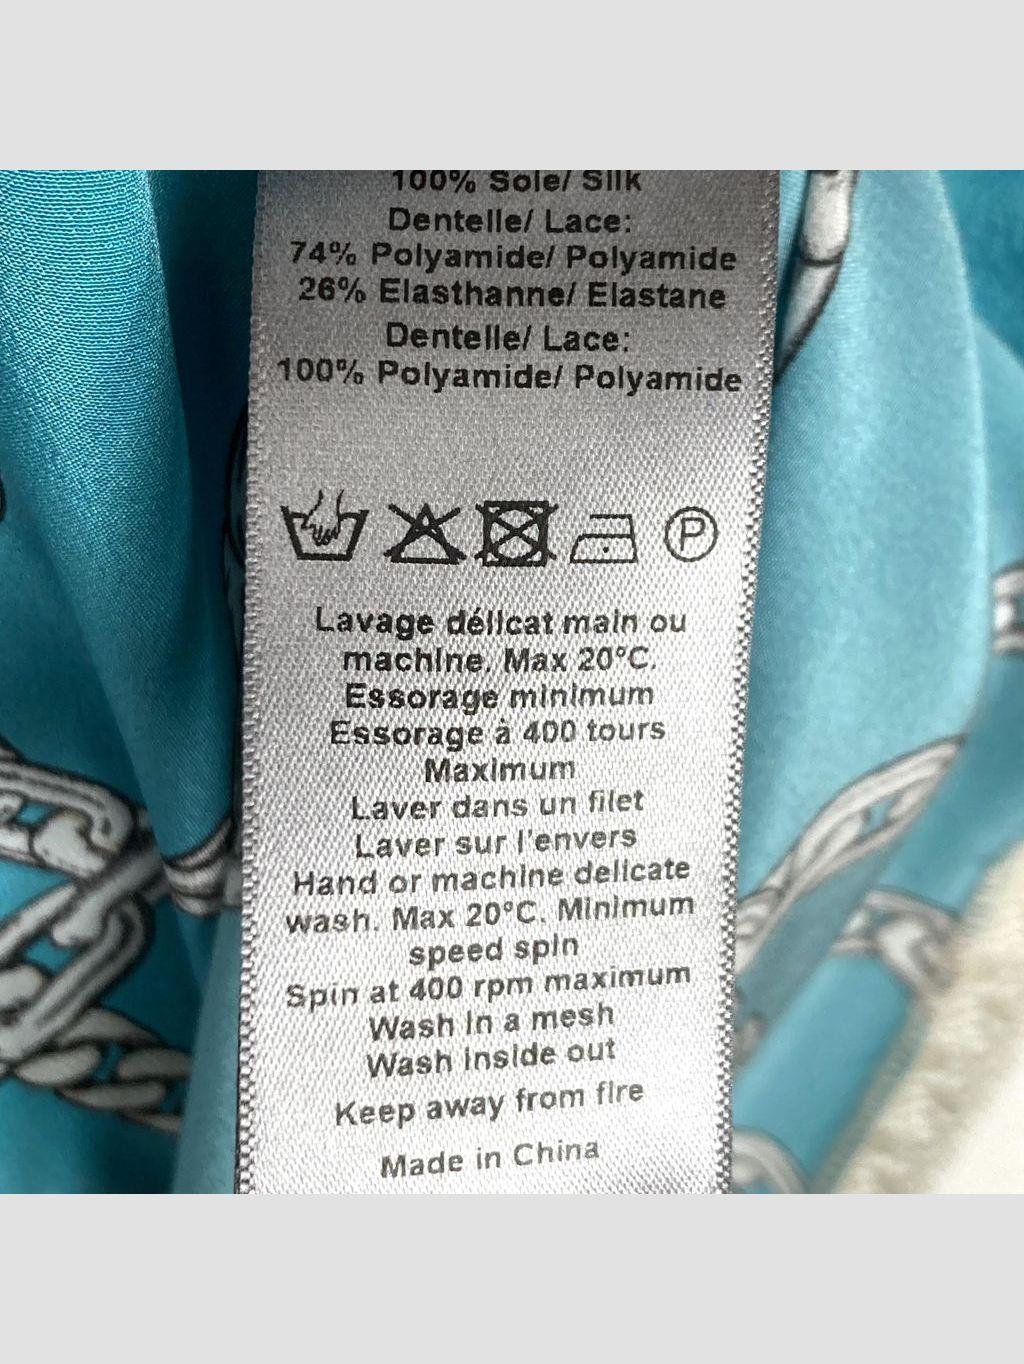 100% Soie/ Silk
Dentelle/ Lace:
74% Polyamide/ Polyamide
26% Elasthanne/ Elastane
Dentelle/ Lace:
100% Polyamide/ Polyamide
P
Lavage délicat main ou
machine. Max 20°C.
Essorage minimum
Essorage à 400 tours
Maximum
Laver dans un filet
Laver sur l'envers
Hand or machine delicate
wash. Max 20°C. Minimum
speed spin
Spin at 400 rpm maximum
Wash in a mesh
Wash inside out
Keep away from fire
Made in China